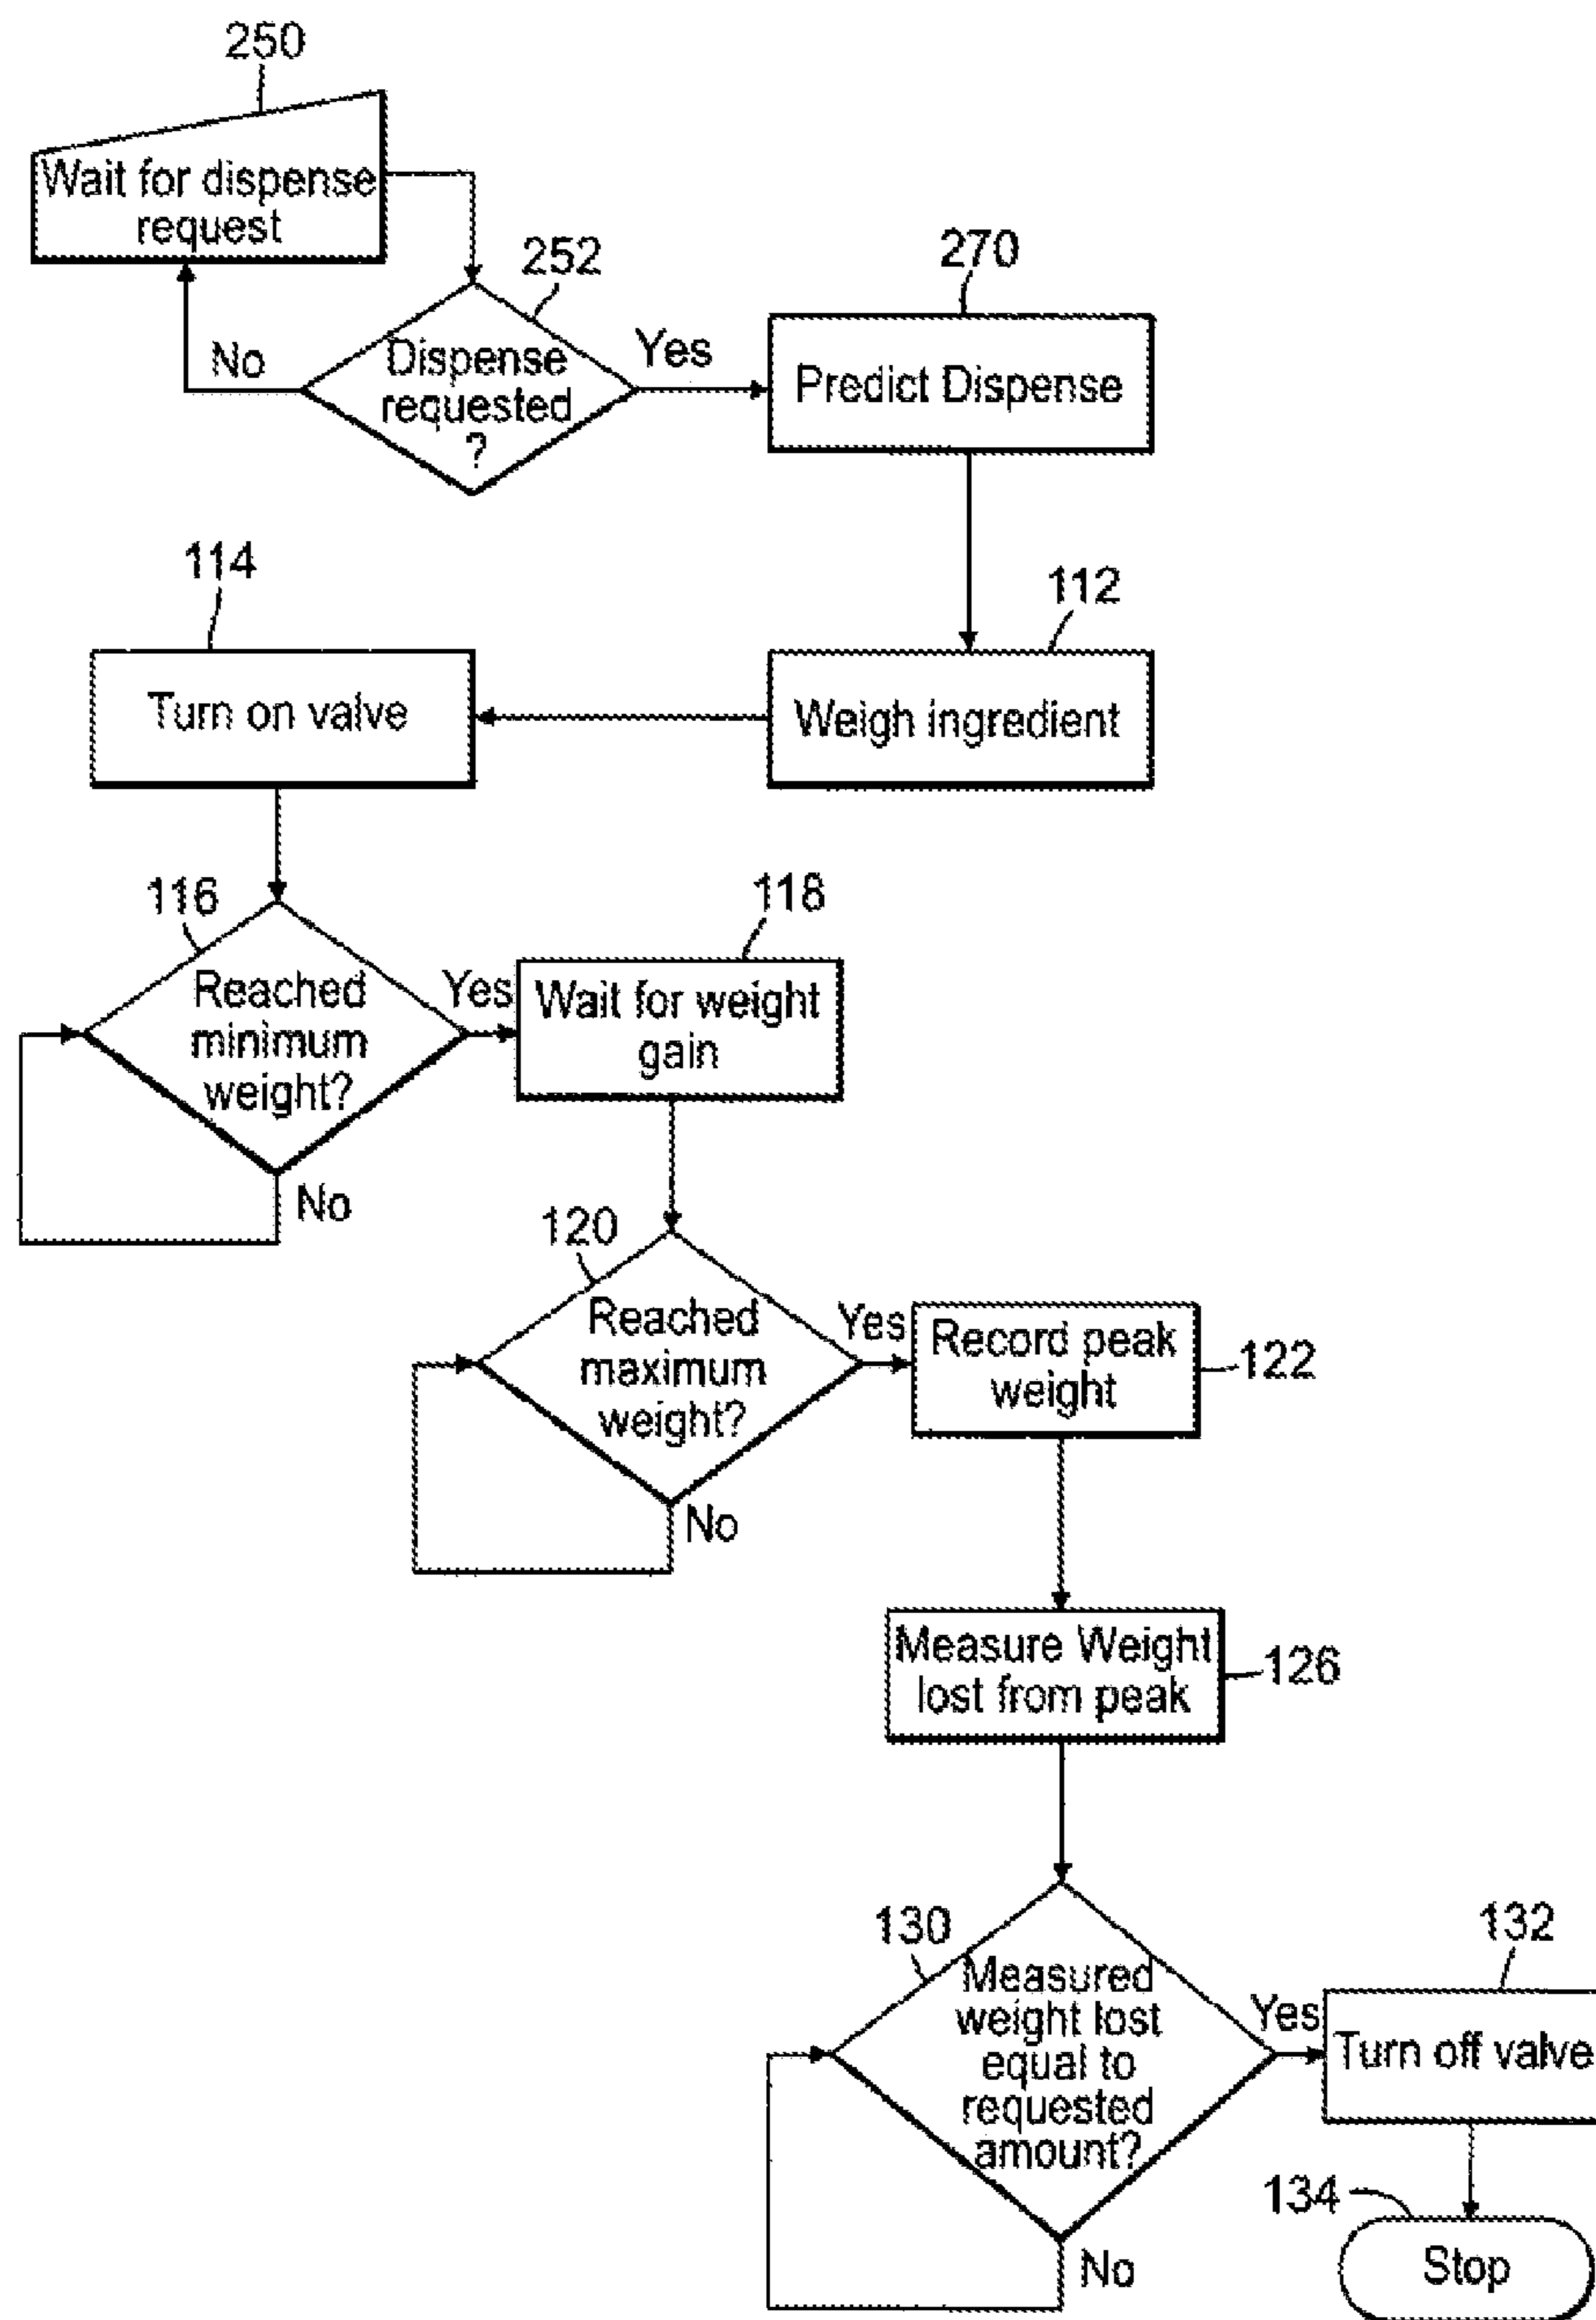 250
Wait for dispense
request
252
Dispense
requested
?
No
Yes
270
Predict Dispense
112
Weigh ingredient
114
Turn on valve
116
Reached
minimum
weight?
Yes
No
118
Wait for weight
gain
120
Reached
maximum
weight?
Yes
No
Record peak
weight
122
Measure Weight
lost from peak
126
130
Measured
weight lost
equal to
requested
amount?
Yes
No
132
Turn off valve
134
Stop